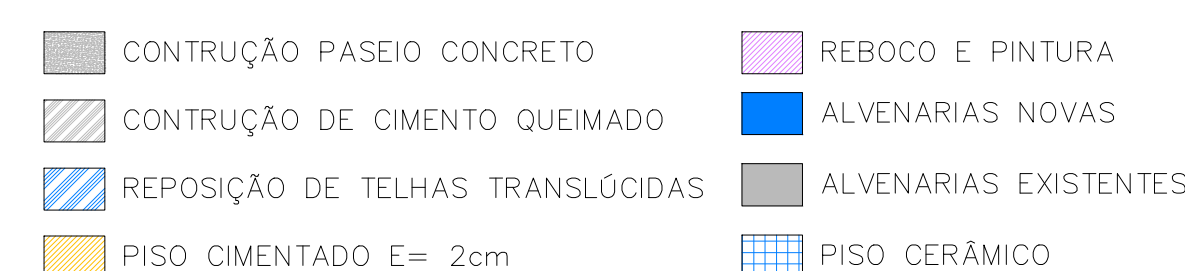 CONTRUÇÃO PASEIO CONCRETO
CONTRUÇÃO DE CIMENTO QUEIMADO
REPOSIÇÃO DE TELHAS TRANSLÚCIDAS
PISO CIMENTADO E= 2cm
REBOCO E PINTURA
ALVENARIAS NOVAS
ALVENARIAS EXISTENTES
PISO CERÂMICO